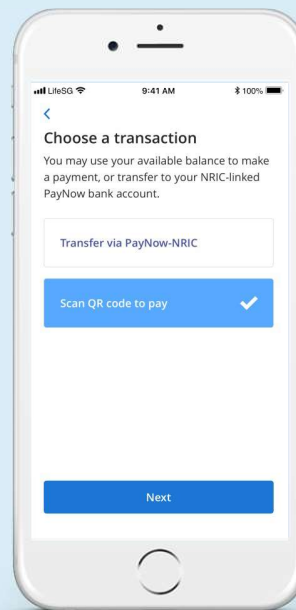 LifeSG 9:41 AM 100%
Choose a transaction
You may use your available balance to make
a payment, or transfer to your NRIC-linked
PayNow bank account.
Transfer via PayNow-NRIC
Scan QR code to pay
Next